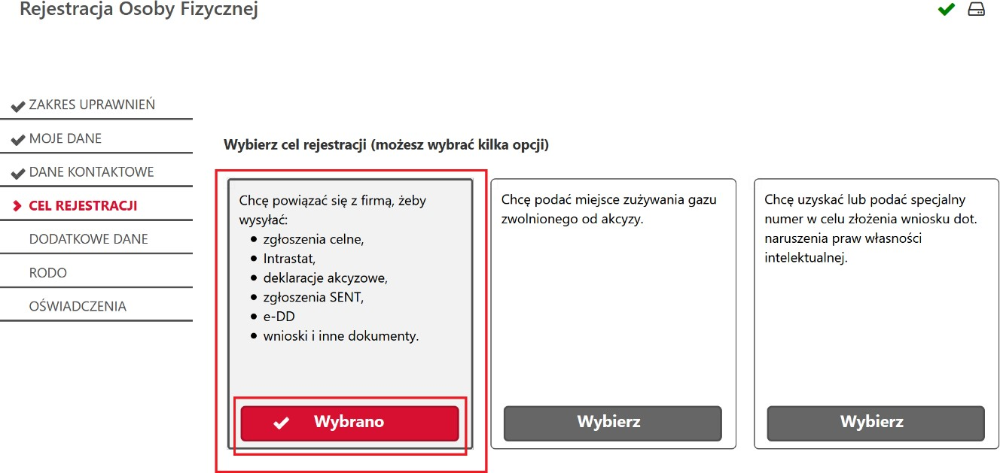 Rejestracja Osoby Fizycznej
ZAKRES UPRAWNIEŃ
MOJE DANE
DANE KONTAKTOWE
CEL REJESTRACJI
DODATKOWE DANE
RODO
OŚWIADCZENIA
Wybierz cel rejestracji (możesz wybrać kilka opcji)
Chcę powiązać się z firmą, żeby
wysyłać:
• zgłoszenia celne,
• Intrastat,
• deklaracje akcyzowe,
• zgłoszenia SENT,
• e-DD
• wnioski i inne dokumenty.
Wybrano
Chcę podać miejsce zużywania gazu
zwolnionego od akcyzy.
Wybierz
Chcę uzyskać lub podać specjalny
numer w celu złożenia wniosku dot.
naruszenia praw własności
intelektualnej.
Wybierz